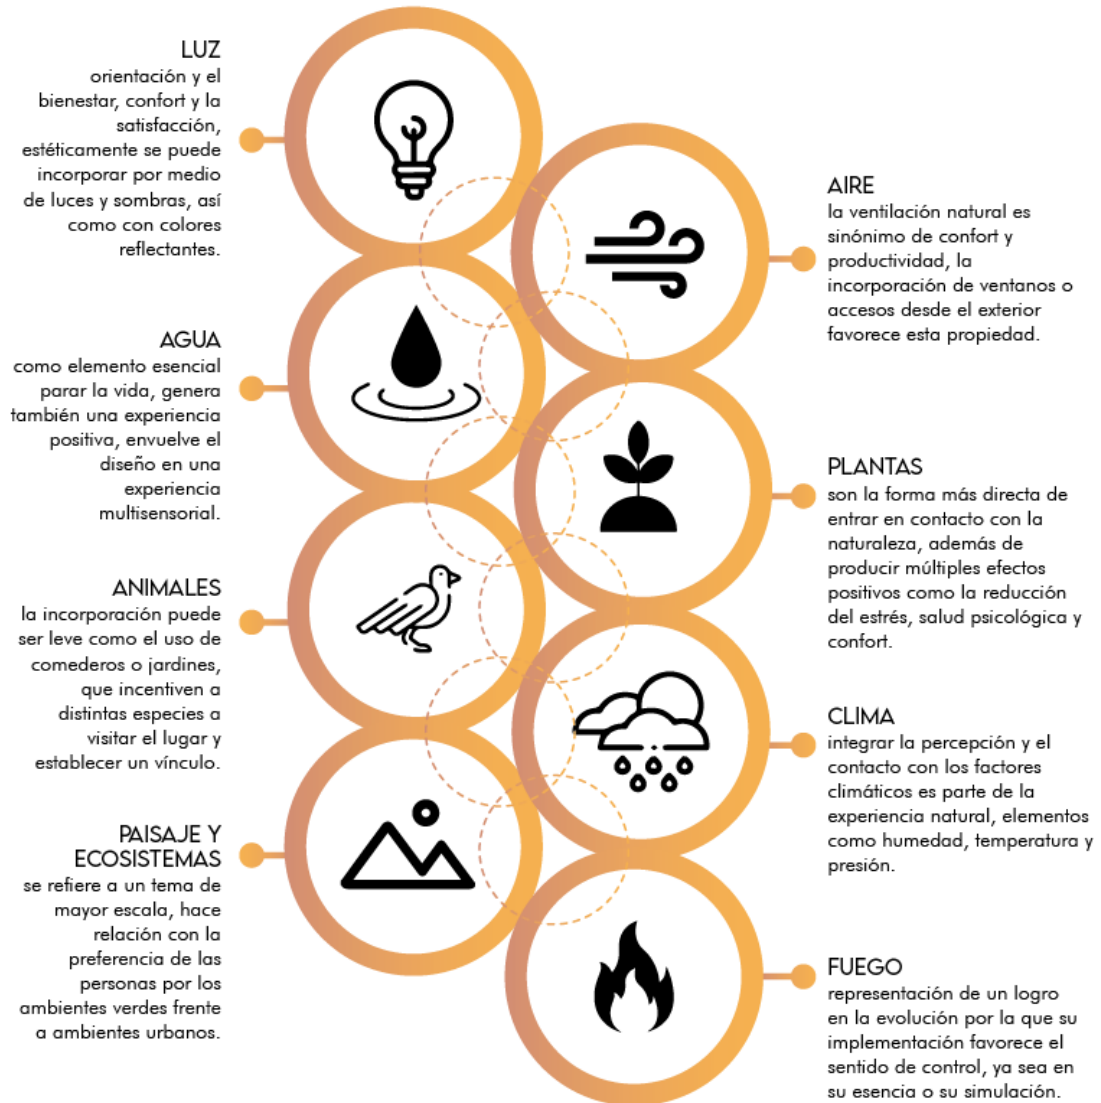 LUZ
orientación y el
bienestar, confort y la
satisfacción,
estéticamente se puede
incorporar por medio
de luces y sombras, así
como con colores
reflectantes.
AIRE
la ventilación natural es
sinónimo de confort y
productividad, la
incorporación de ventanos o
accesos desde el exterior
favorece esta propiedad.
AGUA
como elemento esencial
parar la vida, genera
también una experiencia
positiva, envuelve el
diseño en una
experiencia
multisensorial.
PLANTAS
son la forma más directa de
entrar en contacto con la
naturaleza, además de
producir múltiples efectos
positivos como la reducción
del estrés, salud psicológica y
confort.
ANIMALES
la incorporación puede
ser leve como el uso de
comederos o jardines,
que incentiven a
distintas especies a
visitar el lugar y
establecer un vínculo.
CLIMA
integrar la percepción y el
contacto con los factores
climáticos es parte de la
experiencia natural, elementos
como humedad, temperatura y
presión.
PAISAJE Y
ECOSISTEMAS
se refiere a un tema de
mayor escala, hace
relación con la
preferencia de las
personas por los
ambientes verdes frente
a ambientes urbanos.
FUEGO
representación de un logro
en la evolución por la que su
implementación favorece el
sentido de control, ya sea en
su esencia o su simulación.